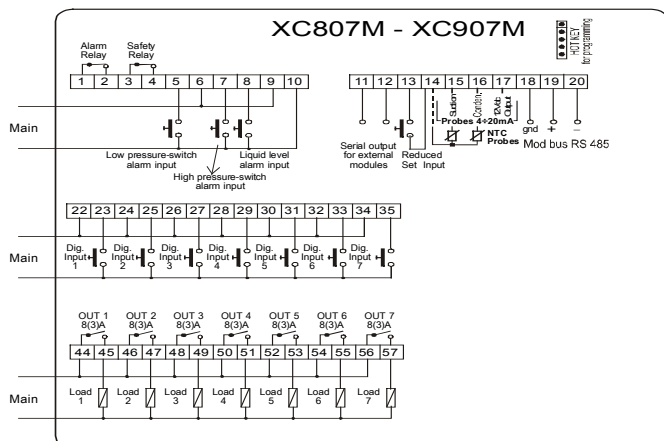 XC807M - XC907M
HOT KEY
for programming
Alarm
Relay
Safety
Relay
1 2 3 4 5 6 7 8 9 10
11 12 13 14 15 16 17 18 19 20
Main
Low pressure-switch
alarm input
High pressure-switch
alarm input
Liquid level
alarm input
Suction
Conden.
12Vdc
Output
Probes 4÷20mA
NTC
Probes
gnd + -
Mod bus RS 485
Serial output
for external
modules
Reduced
Set Input
22 23 24 25 26 27 28 29 30 31 32 33 34 35
Main
Dig.
Input
1
Dig.
Input
2
Dig.
Input
3
Dig.
Input
4
Dig.
Input
5
Dig.
Input
6
Dig.
Input
7
OUT 1
8(3)A
OUT 2
8(3)A
OUT 3
8(3)A
OUT 4
8(3)A
OUT 5
8(3)A
OUT 6
8(3)A
OUT 7
8(3)A
44 45 46 47 48 49 50 51 52 53 54 55 56 57
Main
Load
1
Load
2
Load
3
Load
4
Load
5
Load
6
Load
7